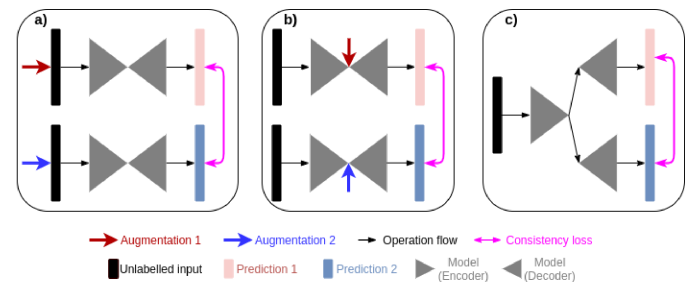 a)
b)
c)
Augmentation 1
Augmentation 2
Operation flow
Consistency loss
Unlabelled input
Prediction 1
Prediction 2
Model
(Encoder)
Model
(Decoder)